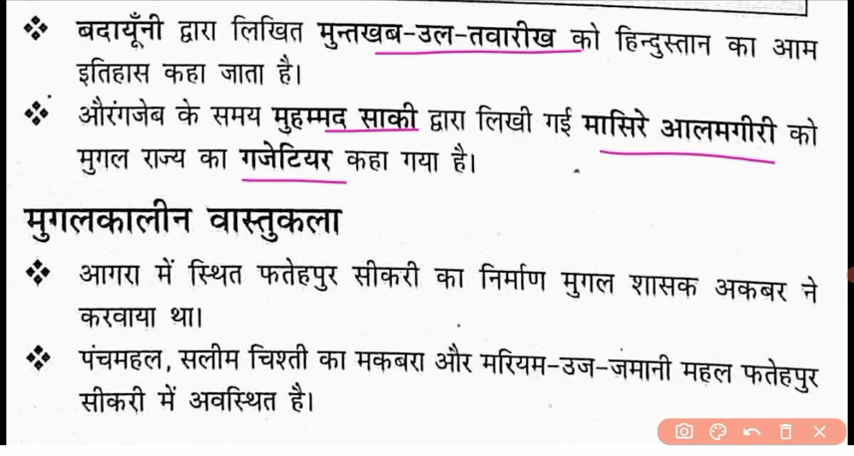 ❖ बदायूँनी द्वारा लिखित मुन्तखब-उल-तवारीख को हिन्दुस्तान का आम
इतिहास कहा जाता है।
❖ औरंगजेब के समय मुहम्मद साकी द्वारा लिखी गई मासिरे आलमगीरी को
मुगल राज्य का गजेटियर कहा गया है।
मुगलकालीन वास्तुकला
❖ आगरा में स्थित फतेहपुर सीकरी का निर्माण मुगल शासक अकबर ने
करवाया था।
❖ पंचमहल, सलीम चिश्ती का मकबरा और मरियम-उज-जमानी महल फतेहपुर
सीकरी में अवस्थित है।